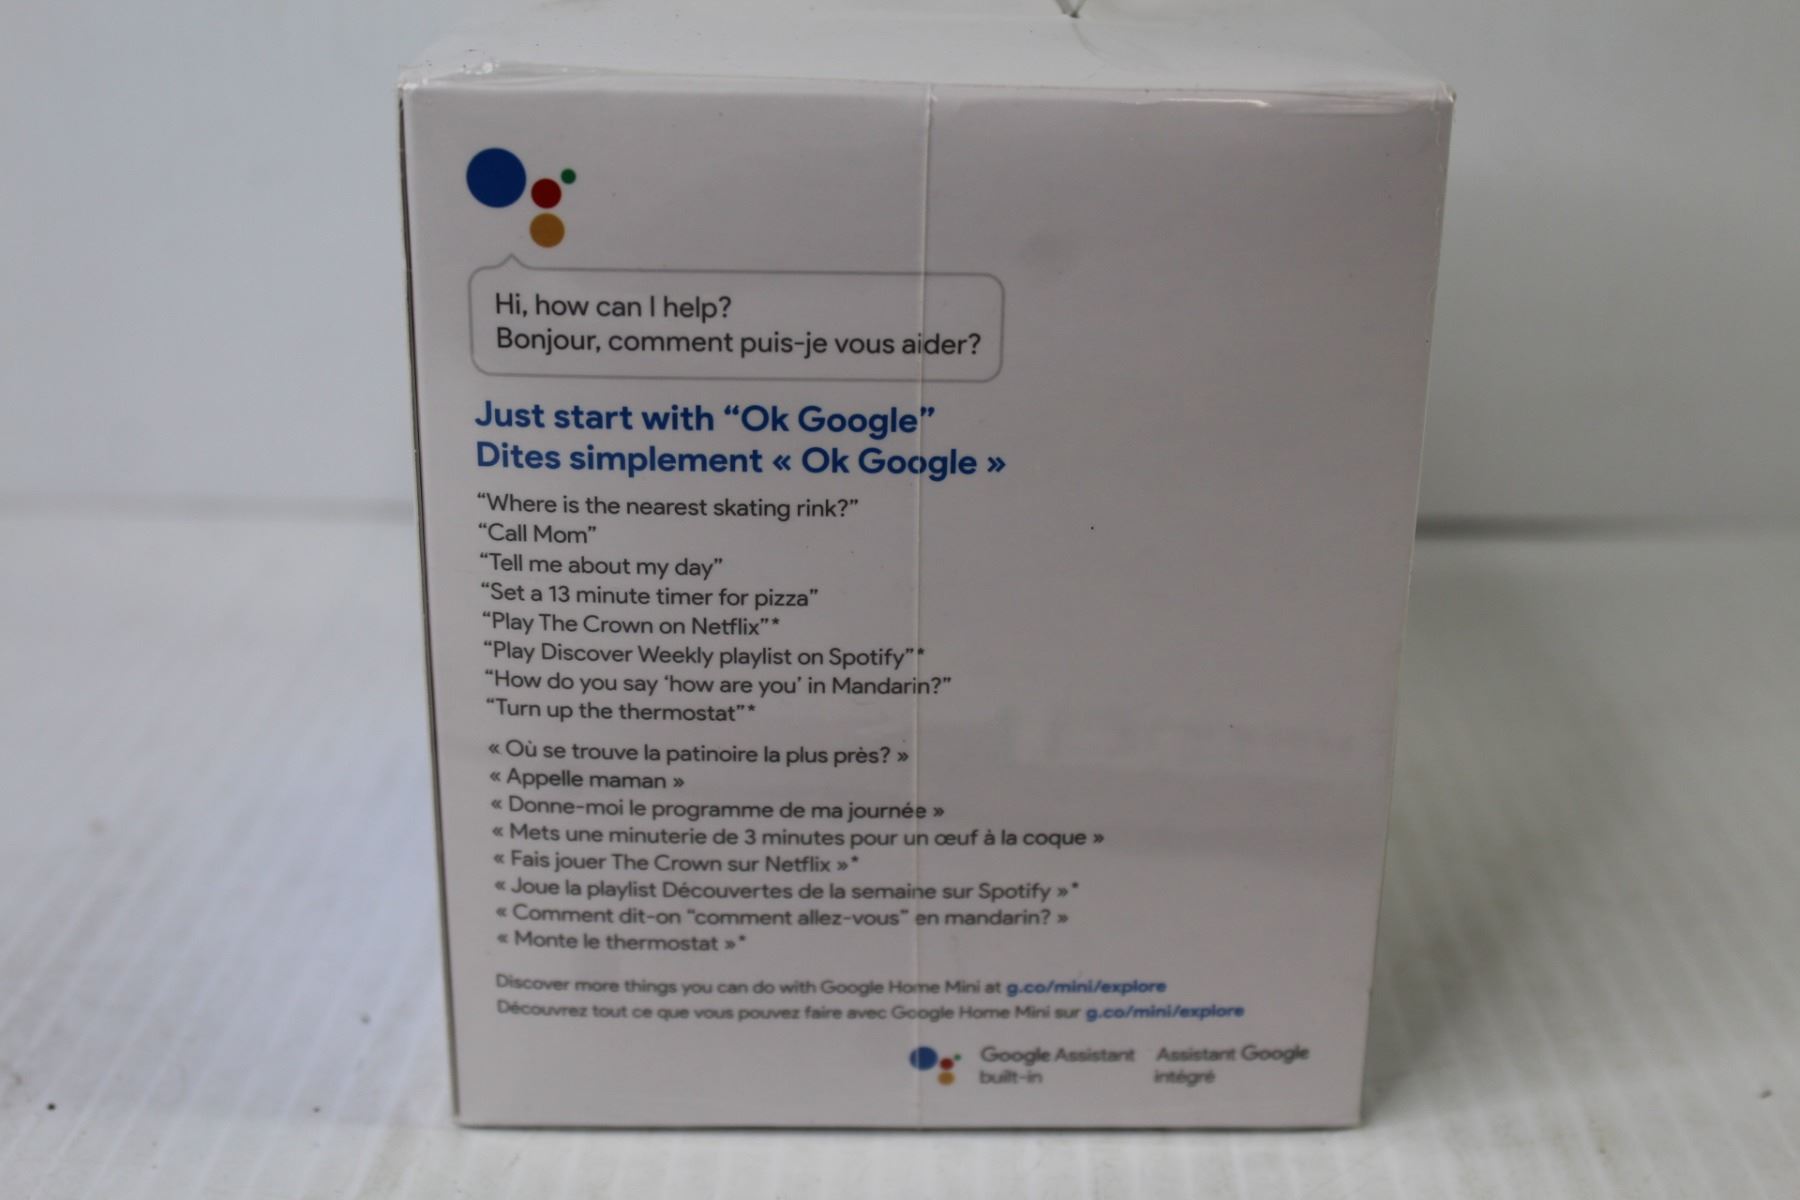 Hi, how can I help?
Bonjour, comment puis-je vous aider?
Just start with “Ok Google”
Dites simplement « Ok Google »
“Where is the nearest skating rink?”
“Call Mom”
“Tell me about my day”
“Set a 13 minute timer for pizza”
“Play The Crown on Netflix”*
“Play Discover Weekly playlist on Spotify”*
“How do you say ‘how are you’ in Mandarin?”
“Turn up the thermostat”*
« Où se trouve la patinoire la plus près? »
« Appelle maman »
« Donne-moi le programme de ma journée »
« Mets une minuterie de 3 minutes pour un œuf à la coque »
« Fais jouer The Crown sur Netflix »*
« Joue la playlist Découvertes de la semaine sur Spotify »*
« Comment dit-on “comment allez-vous” en mandarin? »
« Monte le thermostat »*
Discover more things you can do with Google Home Mini at g.co/mini/explore
Découvrez tout ce que vous pouvez faire avec Google Home Mini sur g.co/mini/explore
Google Assistant Assistant Google
built-in intégré